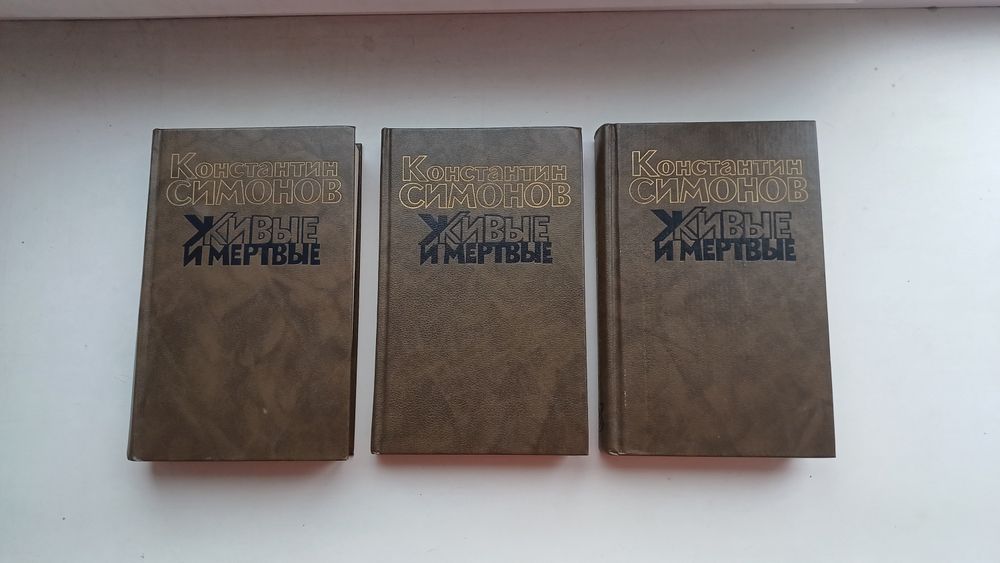 Константин
СИМОНОВ
ЖИВЫЕ
И МЕРТВЫЕ
Константин
СИМОНОВ
ЖИВЫЕ
И МЕРТВЫЕ
Константин
СИМОНОВ
ЖИВЫЕ
И МЕРТВЫЕ